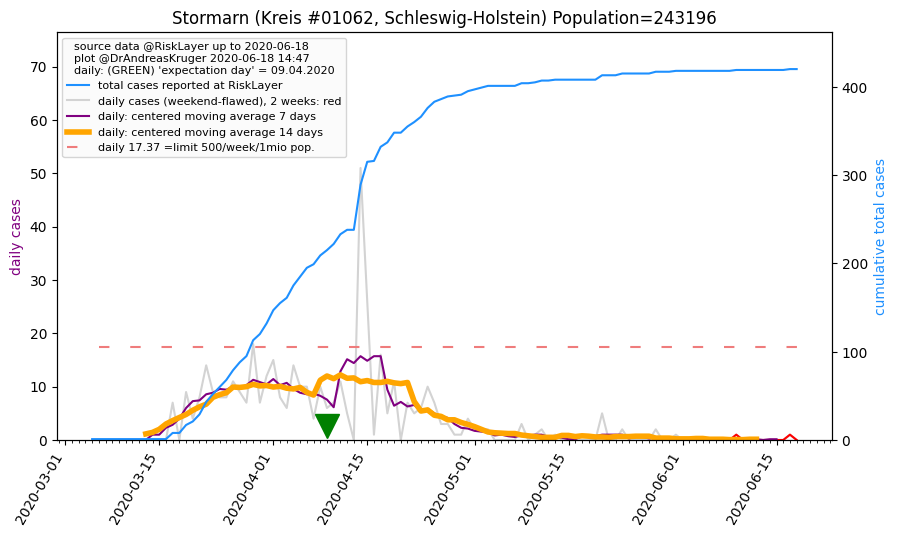 Stormarn (Kreis #01062, Schleswig-Holstein) Population=243196
source data @RiskLayer up to 2020-06-18
plot @DrAndreasKruger 2020-06-18 14:47
daily: (GREEN) 'expectation day' = 09.04.2020
total cases reported at RiskLayer
daily cases (weekend-flawed), 2 weeks: red
daily: centered moving average 7 days
daily: centered moving average 14 days
daily 17.37 =limit 500/week/1mio pop.
daily cases
70
60
50
40
30
20
10
0
cumulative total cases
400
300
200
100
0
2020-03-01
2020-03-15
2020-04-01
2020-04-15
2020-05-01
2020-05-15
2020-06-01
2020-06-15